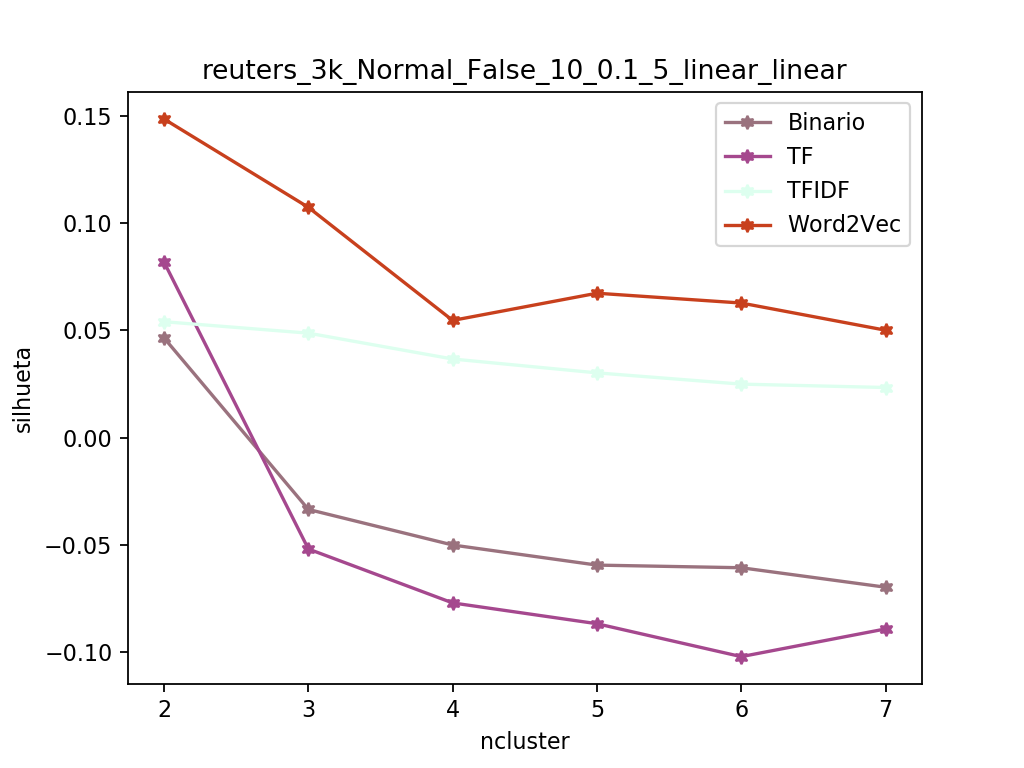 reuters_3k_Normal_False_10_0.1_5_linear_linear
Binario
TF
TFIDF
Word2Vec
0.15
0.10
0.05
0.00
−0.05
−0.10
silhueta
2 3 4 5 6 7
ncluster